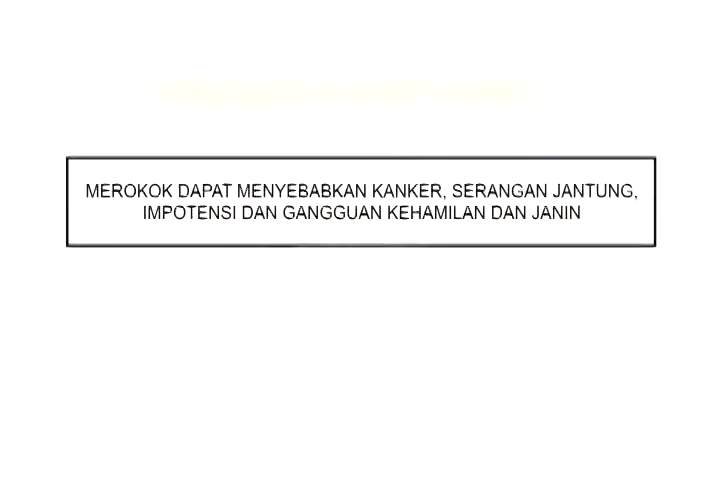 MEROKOK DAPAT MENYEBABKAN KANKER, SERANGAN JANTUNG,
IMPOTENSI DAN GANGGUAN KEHAMILAN DAN JANIN